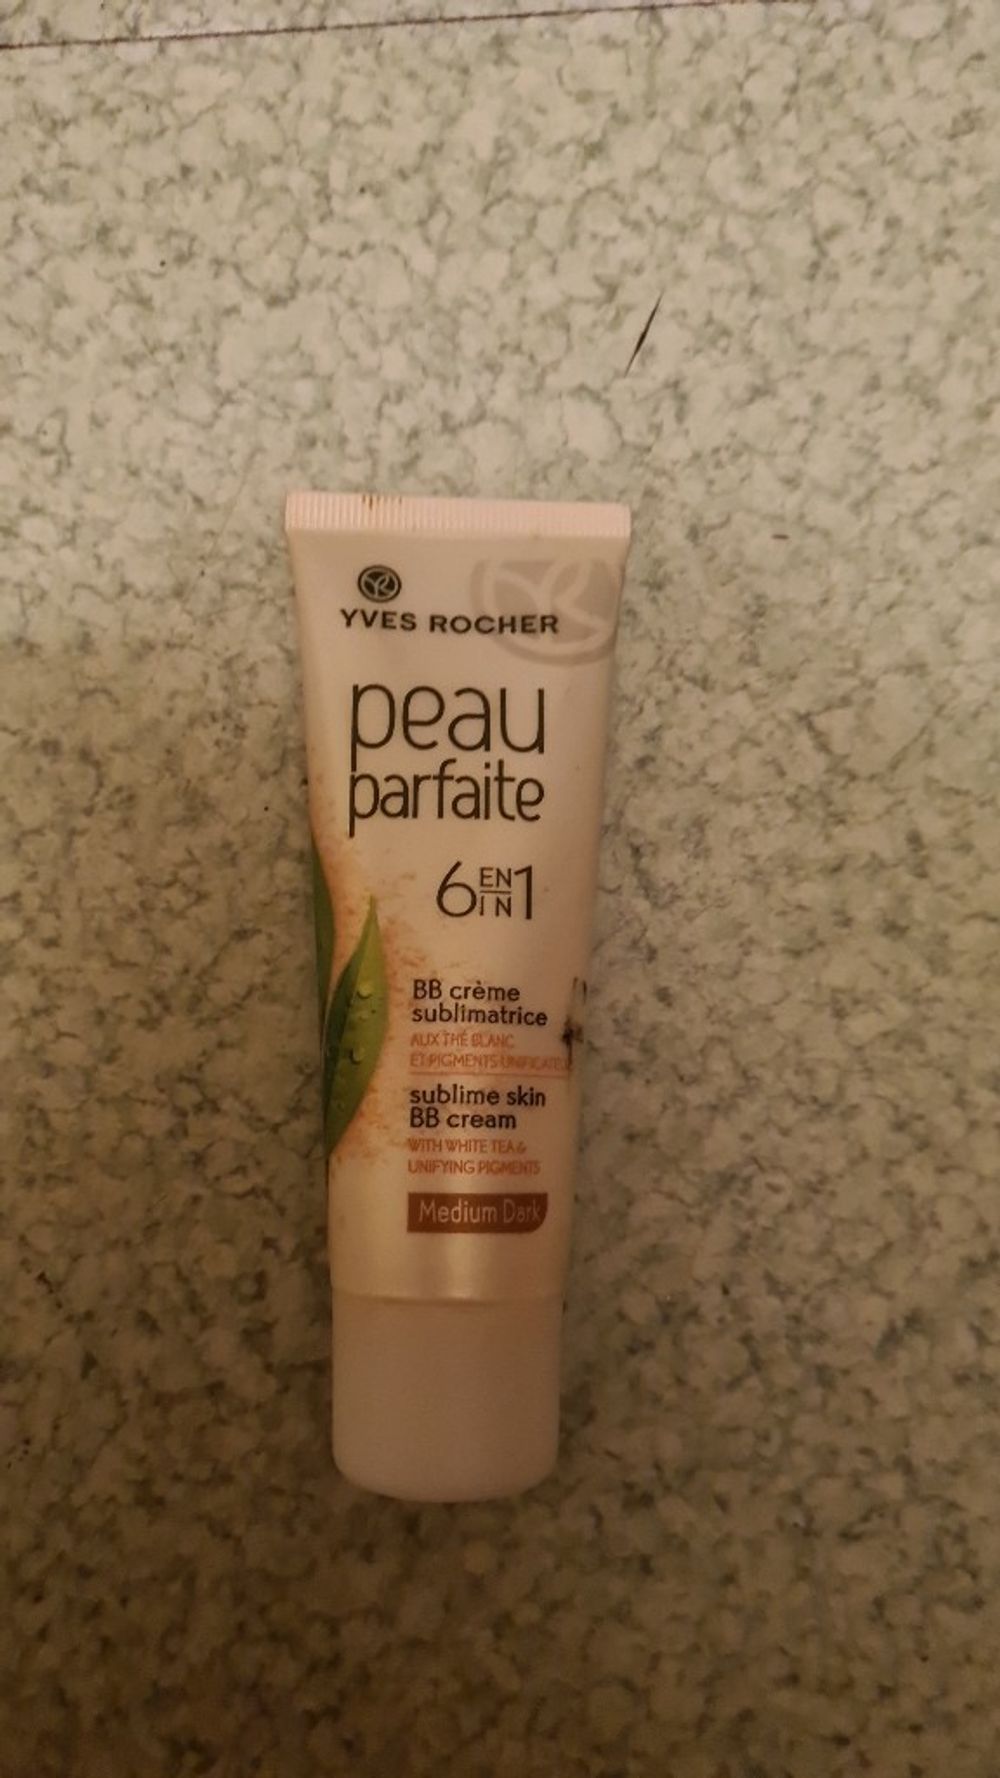 YVES ROCHER
peau
parfaite
6 EN IN 1
BB crème
sublimatrice
AUX THÉ BLANC
ET PIGMENTS
sublime skin
BB cream
WITH WHITE TEA &
UNIFYING PIGMENTS
Medium Dark